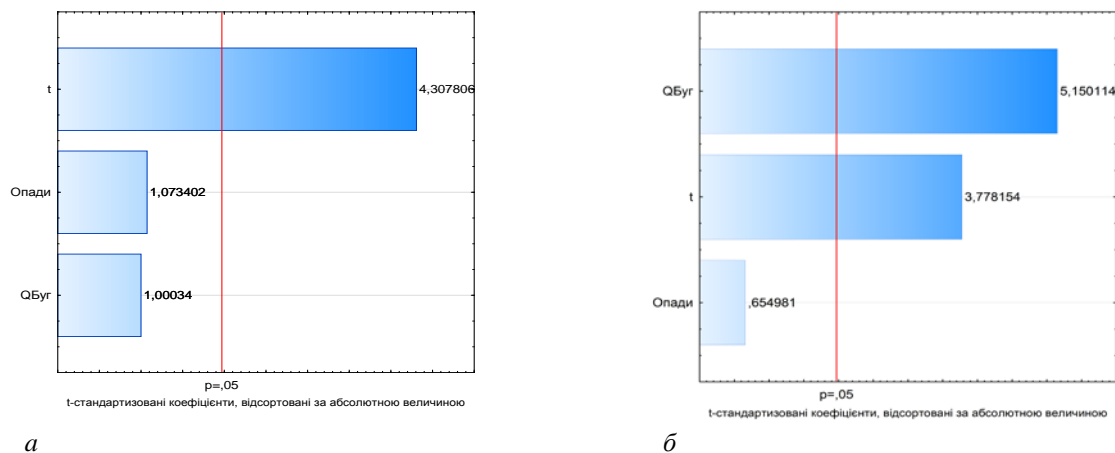 t
4,307806
Опади
1,073402
QБуг
1,00034
p=,05
t-стандартизовані коефіцієнти, відсортовані за абсолютною величиною
а
QБуг
5,150114
t
3,778154
Опади
,654981
p=,05
t-стандартизовані коефіцієнти, відсортовані за абсолютною величиною
б